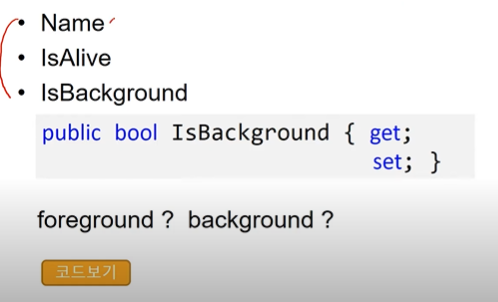 • Name
• IsAlive
• IsBackground
public bool IsBackground { get;
set; }
foreground ? background ?
코드보기